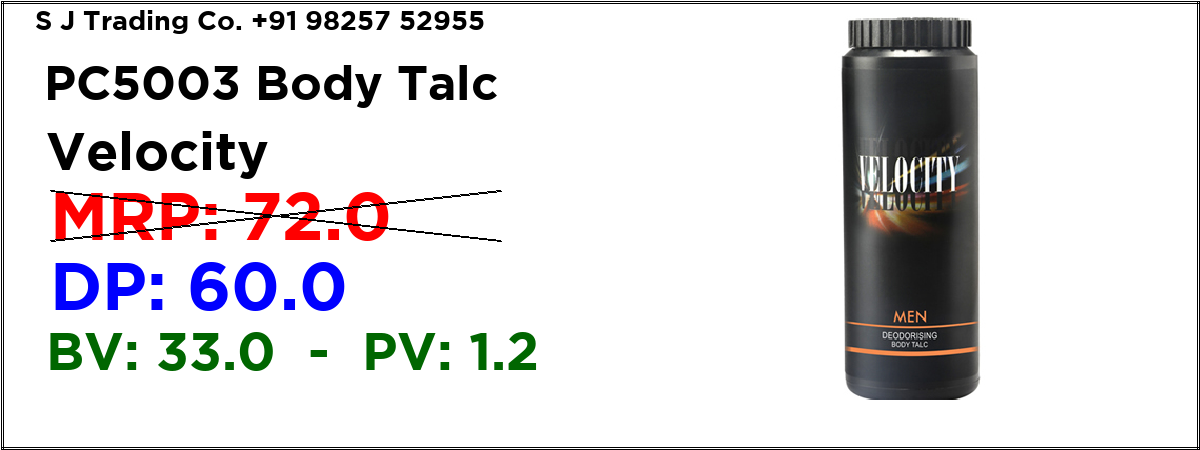 S J Trading Co. +91 98257 52955
PC5003 Body Talc
Velocity
MRP: 72.0
DP: 60.0
BV: 33.0 - PV: 1.2
VELOCITY
VELOCITY
MEN
DEODORISING
BODY TALC